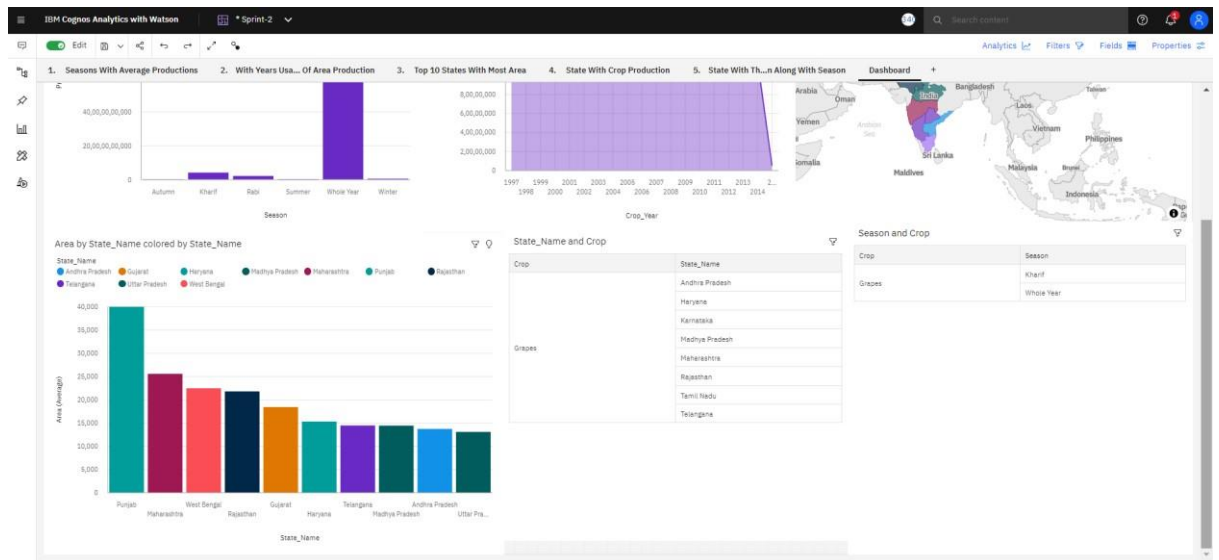 IBM Cognos Analytics with Watson
* Sprint-2
Search content
Edit
Analytics
Filters
Fields
Properties
1. Seasons With Average Productions
2. With Years Usa... Of Area Production
3. Top 10 States With Most Area
4. State With Crop Production
5. State With Th...n Along With Season
Dashboard
+
40,00,00,00,000
20,00,00,00,000
0
Autumn
Kharif
Rabi
Summer
Whole Year
Winter
Season
8,00,00,000
6,00,00,000
4,00,00,000
2,00,00,000
0
1997 1999 2001 2003 2005 2007 2009 2011 2013 2...
1998 2000 2002 2004 2006 2008 2010 2012 2014
Crop_Year
Arabia
Oman
Yemen
Somalia
India
Bangladesh
Taiwan
Laos
Vietnam
Philippines
Arabian
Sea
Sri Lanka
Maldives
Malaysia
Brunei
Indonesia
Area by State_Name colored by State_Name
State_Name
Andhra Pradesh Gujarat Haryana Madhya Pradesh Maharashtra Punjab Rajasthan
Telangana Uttar Pradesh West Bengal
40,000
35,000
30,000
25,000
20,000
15,000
10,000
5,000
0
Area (Average)
Punjab West Bengal Gujarat Telangana Andhra Pradesh
Maharashtra Rajasthan Haryana Madhya Pradesh Uttar Pra...
State_Name
State_Name and Crop
Crop State_Name
Grapes
Andhra Pradesh
Haryana
Karnataka
Madhya Pradesh
Maharashtra
Rajasthan
Tamil Nadu
Telangana
Season and Crop
Crop Season
Grapes
Kharif
Whole Year